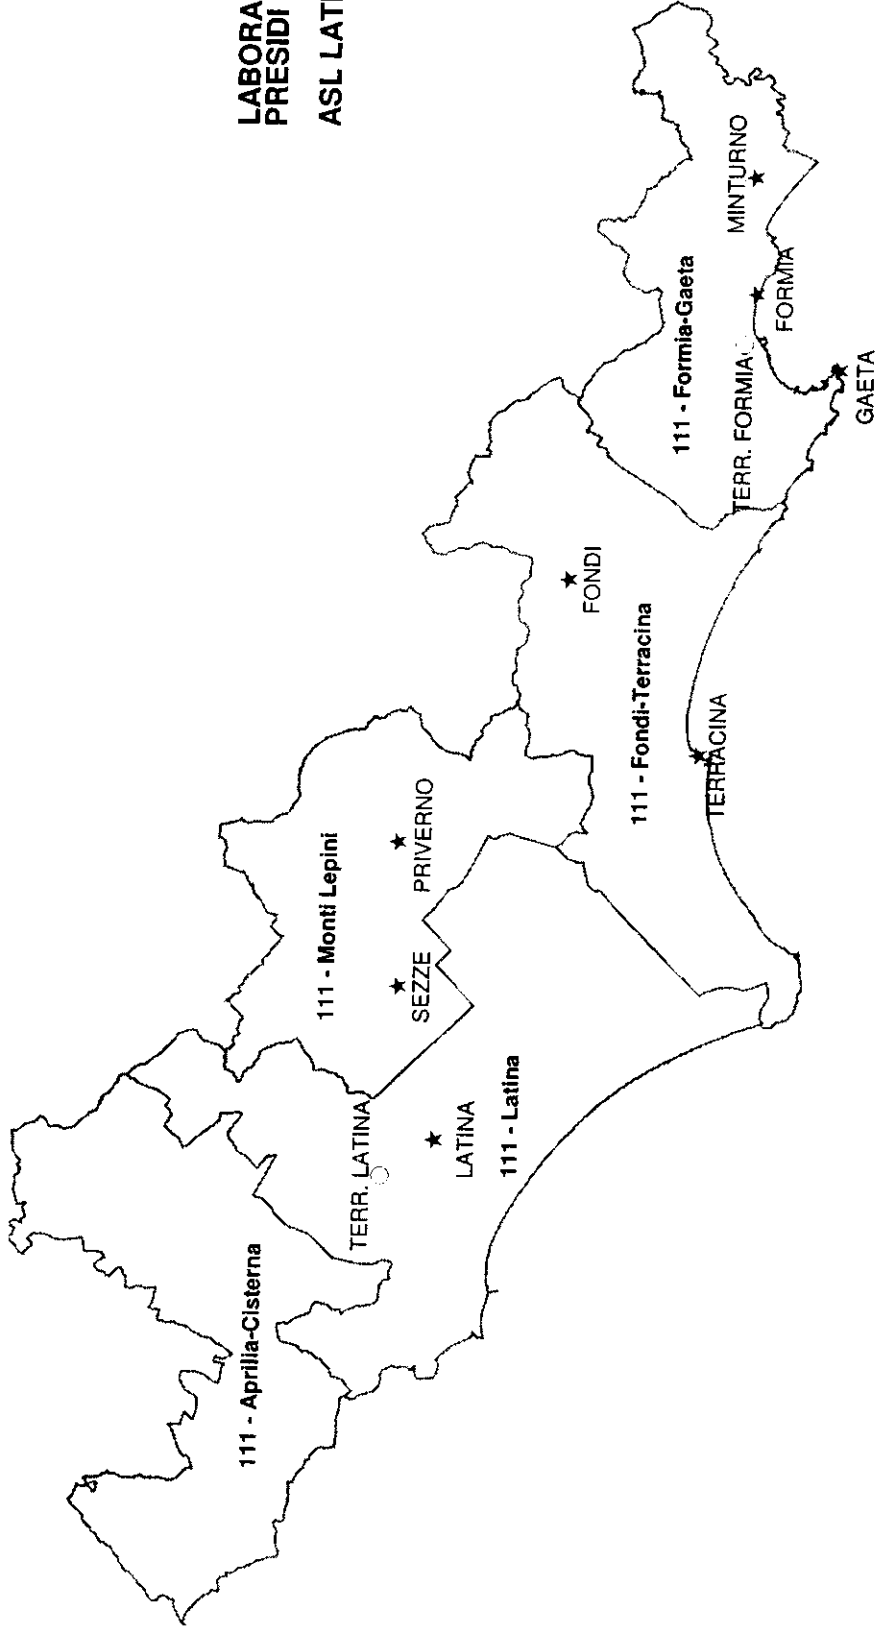 LABORA
PRESIDI
ASL LATI
111 - Aprilia-Cisterna
111 - Monti Lepini
TERR. LATINA
SEZZE
PRIVERNO
LATINA
111 - Latina
FONDI
111 - Fondi-Terracina
111 - Formia-Gaeta
TERRACINA
TERR. FORMIA
MINTURNO
FORMIA
GAETA